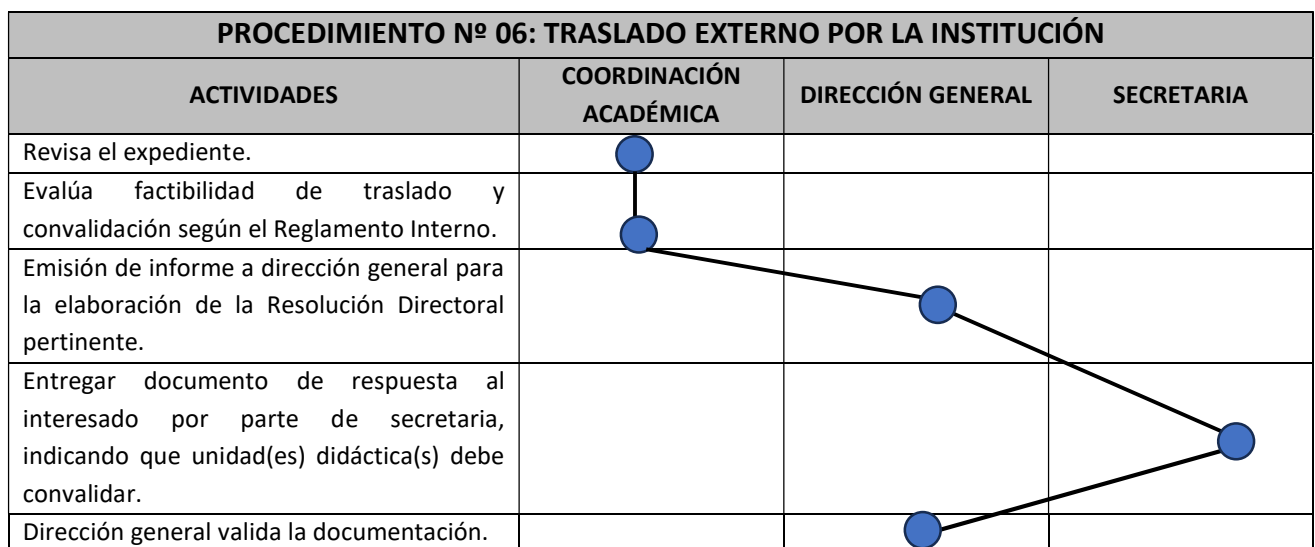 PROCEDIMIENTO Nº 06: TRASLADO EXTERNO POR LA INSTITUCIÓN
ACTIVIDADES
COORDINACIÓN
ACADÉMICA
DIRECCIÓN GENERAL
SECRETARIA
Revisa el expediente.
Evalúa factibilidad de traslado y
convalidación según el Reglamento Interno.
Emisión de informe a dirección general para
la elaboración de la Resolución Directoral
pertinente.
Entregar documento de respuesta al
interesado por parte de secretaria,
indicando que unidad(es) didáctica(s) debe
convalidar.
Dirección general valida la documentación.